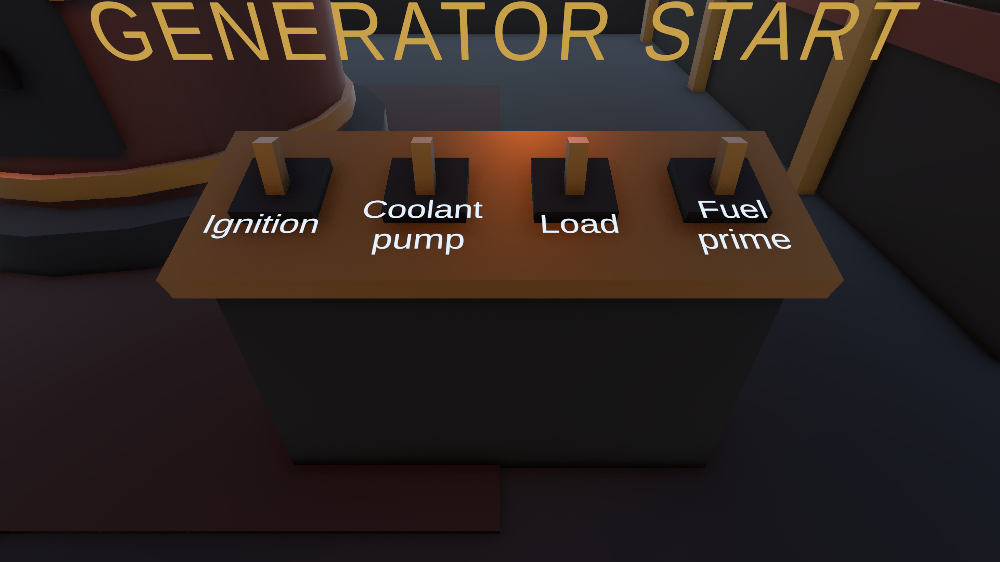 GENERATOR START
Ignition
Coolant
pump
Load
Fuel
prime